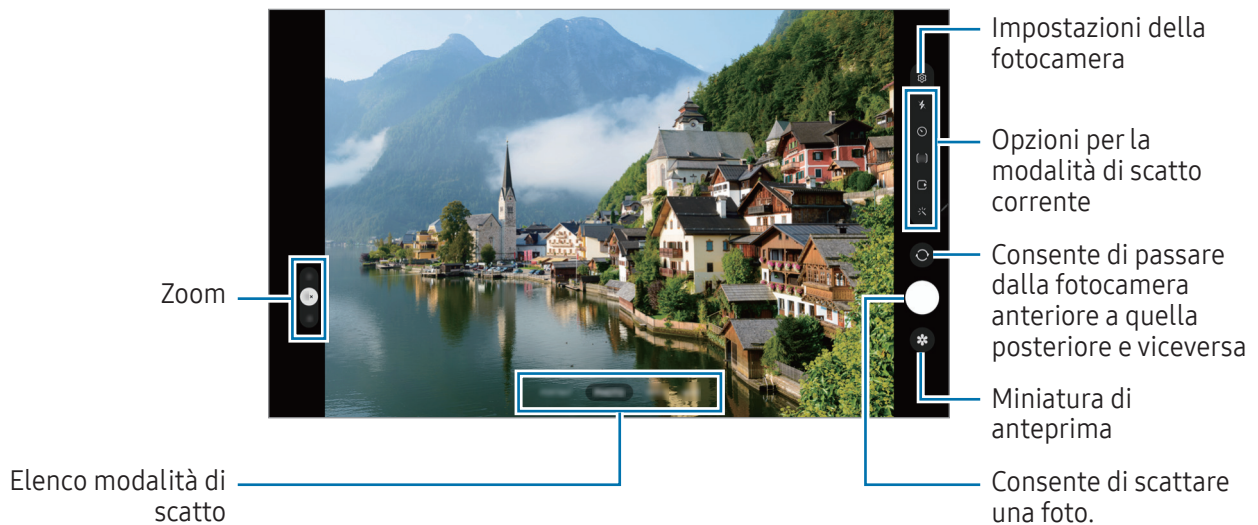 Impostazioni della
fotocamera
Opzioni per la
modalità di scatto
corrente
Consente di passare
dalla fotocamera
anteriore a quella
posteriore e viceversa
Miniatura di
anteprima
Consente di scattare
una foto.
Zoom
Elenco modalità di
scatto